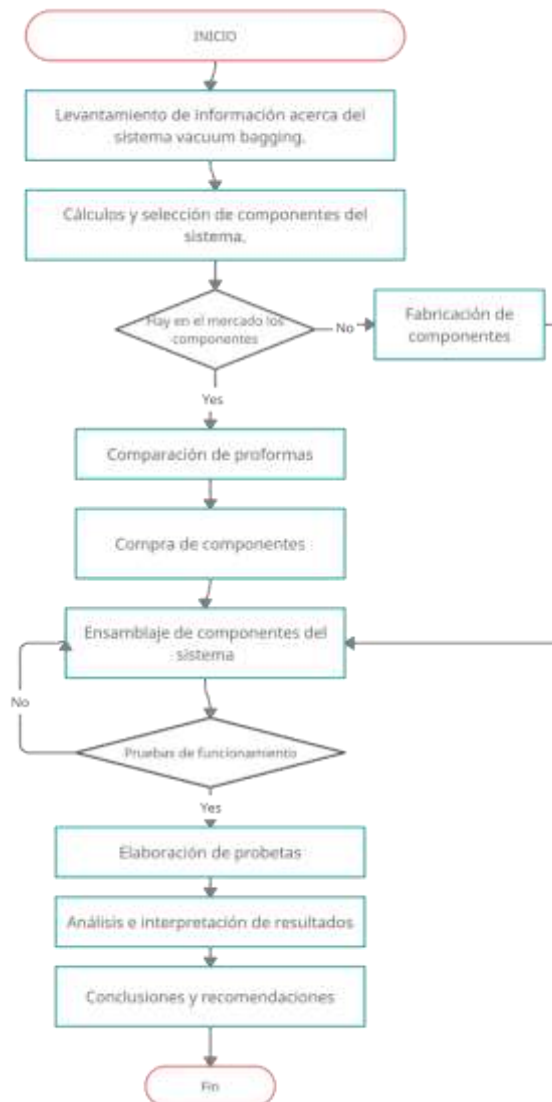 INICIO
Levantamiento de información acerca del
sistema vacuum bagging.
Cálculos y selección de componentes del
sistema.
Hay en el mercado los
componentes
No
Fabricación de
componentes
Yes
Comparación de proformas
Compra de componentes
Ensamblaje de componentes del
sistema
No
Pruebas de funcionamiento
Yes
Elaboración de probetas
Análisis e interpretación de resultados
Conclusiones y recomendaciones
Fin